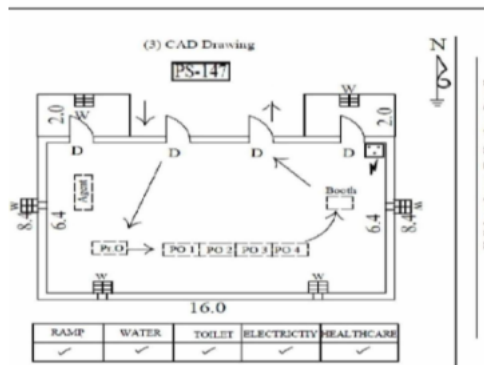 (3) CAD Drawing
N
PS-147
W W
2.0 W 2.0
D D D D
Agent
Booth
W 8.4 6.4 6.4 8.4 W
Pr.O PO 1 PO 2 PO 3 PO 4
W W
16.0
RAMP WATER TOILET ELECTRICTIY HEALTHCARE